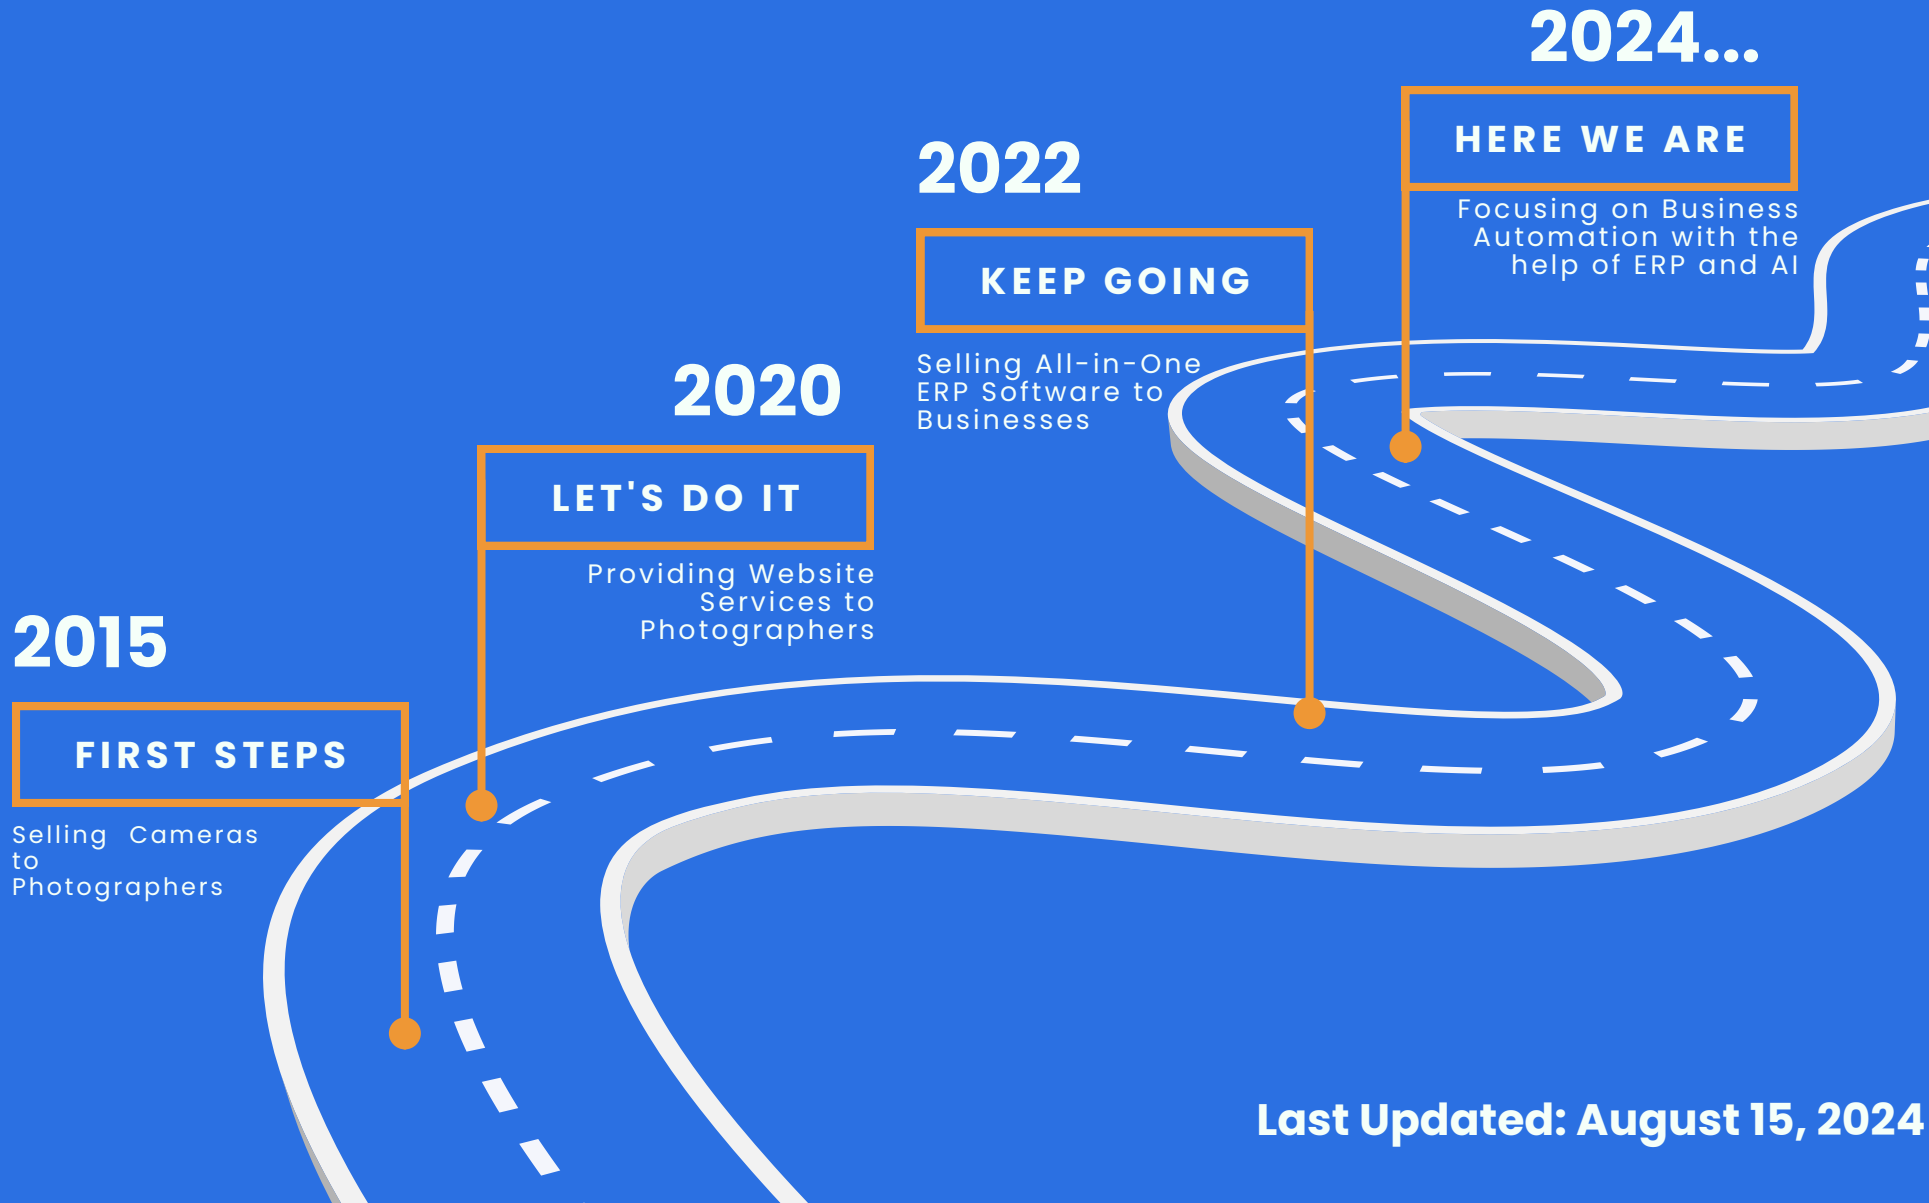 2024...
HERE WE ARE
Focusing on Business
Automation with the
help of ERP and AI
2022
KEEP GOING
Selling All-in-One
ERP Software to
Businesses
2020
LET'S DO IT
Providing Website
Services to
Photographers
2015
FIRST STEPS
Selling Cameras
to
Photographers
Last Updated: August 15, 2024